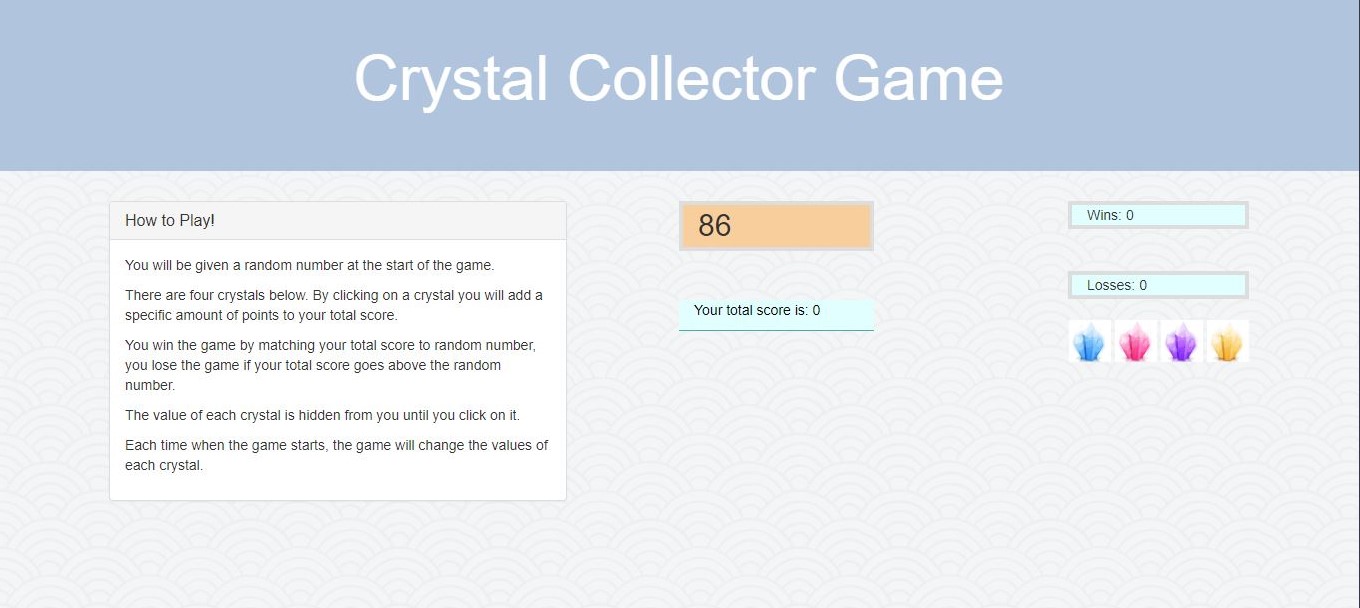 Crystal Collector Game
How to Play!
You will be given a random number at the start of the game.
There are four crystals below. By clicking on a crystal you will add a
specific amount of points to your total score.
You win the game by matching your total score to random number,
you lose the game if your total score goes above the random
number.
The value of each crystal is hidden from you until you click on it.
Each time when the game starts, the game will change the values of
each crystal.
86
Your total score is: 0
Wins: 0
Losses: 0